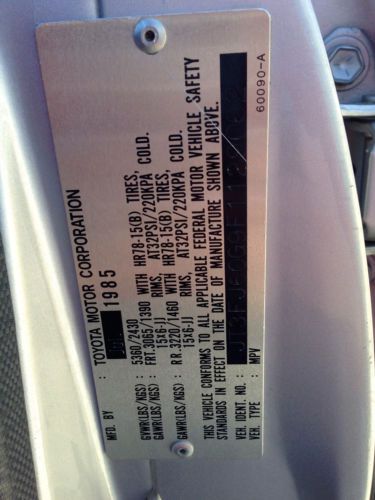 MFD. BY : TOYOTA MOTOR CORPORATION
1985
GVWR(LBS/KGS) : 5360/2430
GAWR(LBS/KGS) : FRT.3065/1390 WITH HR78-15(B) TIRES,
15x6-JJ RIMS, AT32PSI/220KPA COLD.
GAWR(LBS/KGS) : RR.3220/1460 WITH HR78-15(B) TIRES,
15x6-JJ RIMS, AT32PSI/220KPA COLD.
THIS VEHICLE CONFORMS TO ALL APPLICABLE FEDERAL MOTOR VEHICLE SAFETY
STANDARDS IN EFFECT ON THE DATE OF MANUFACTURE SHOWN ABOVE.
VEH. IDENT. NO. :
VEH. TYPE : MPV
60090-A